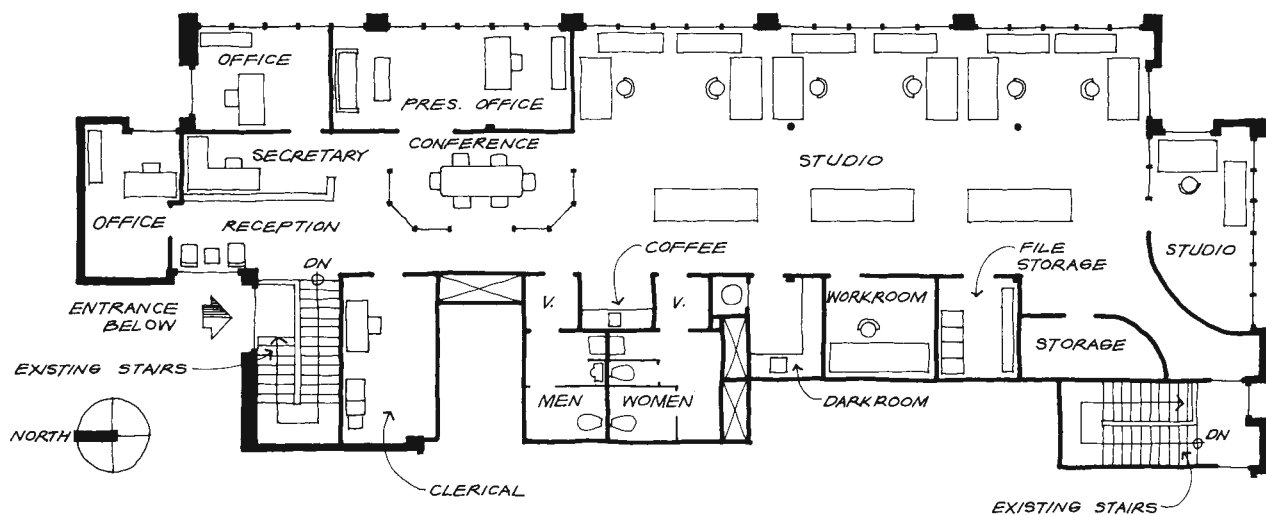 OFFICE
PRES. OFFICE
SECRETARY
CONFERENCE
STUDIO
OFFICE
RECEPTION
COFFEE
FILE
STORAGE
STUDIO
DN
ENTRANCE
BELOW
V.
V.
WORKROOM
STORAGE
EXISTING STAIRS
MEN
WOMEN
DARKROOM
NORTH
DN
CLERICAL
EXISTING STAIRS